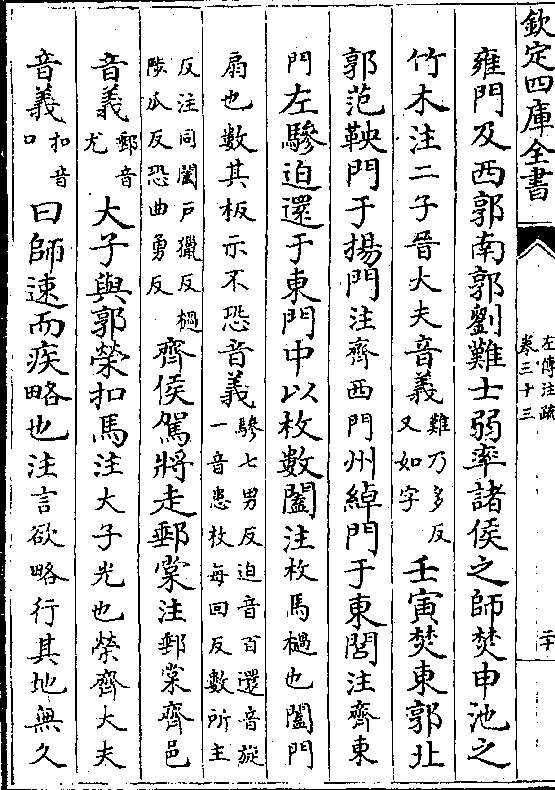 欽定四庫全書
左傳注疏
卷三十三
二十
雍門及西郭南郭劉難士弱率諸侯之師焚申池之
竹木注二子晉大夫音義難乃多反又如字壬寅焚東郭北
郭范鞅門于揚門注齊西門州綽門于東閭注齊東
門左驂迫還于東門中以枚數闔注枚馬檛也闔門
扇也數其板示不恐音義驂七男反迫音百還音旋一音患枚每回反數所主
反注同闔戶獵反檛陟瓜反恐曲勇反齊侯駕將走郵棠注郵棠齊邑
音義郵音尤大子與郭榮扣馬注大子光也榮齊大夫
音義扣音口曰師速而疾略也注言欲略行其地無久